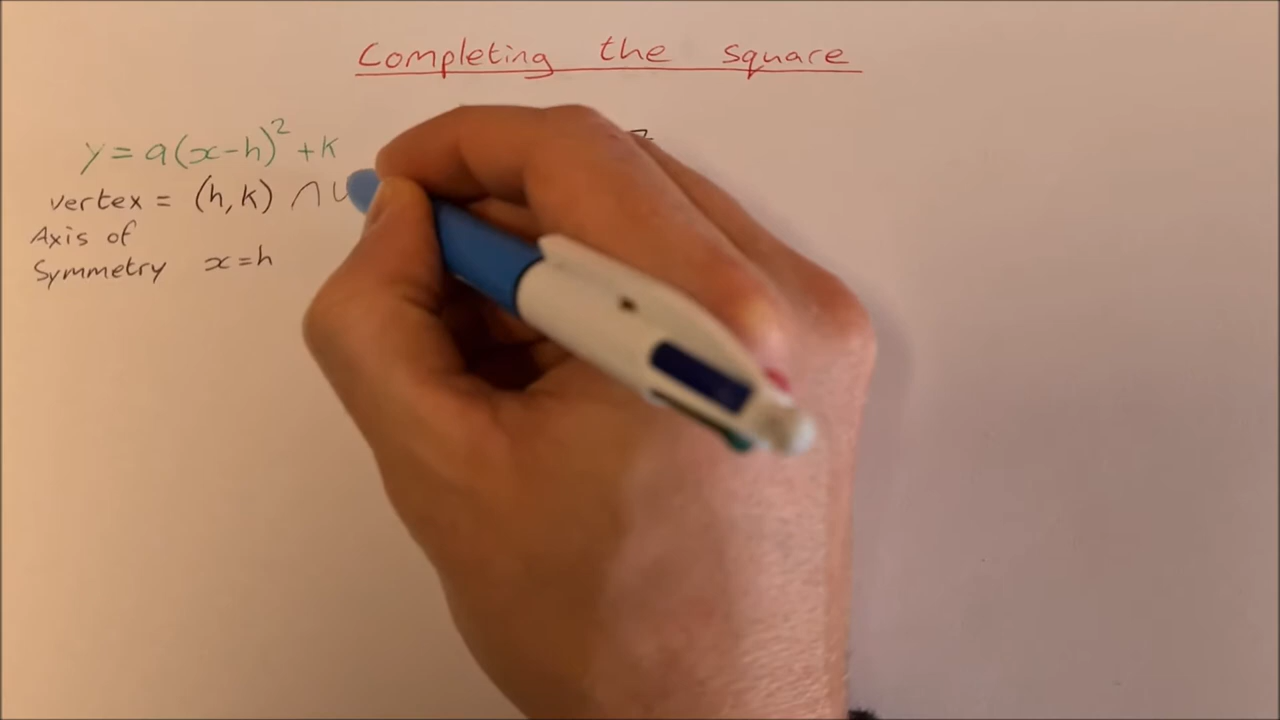 Completing the square
y = a(x-h)² + k
vertex = (h,k) ∩ ∪
Axis of
Symmetry x = h